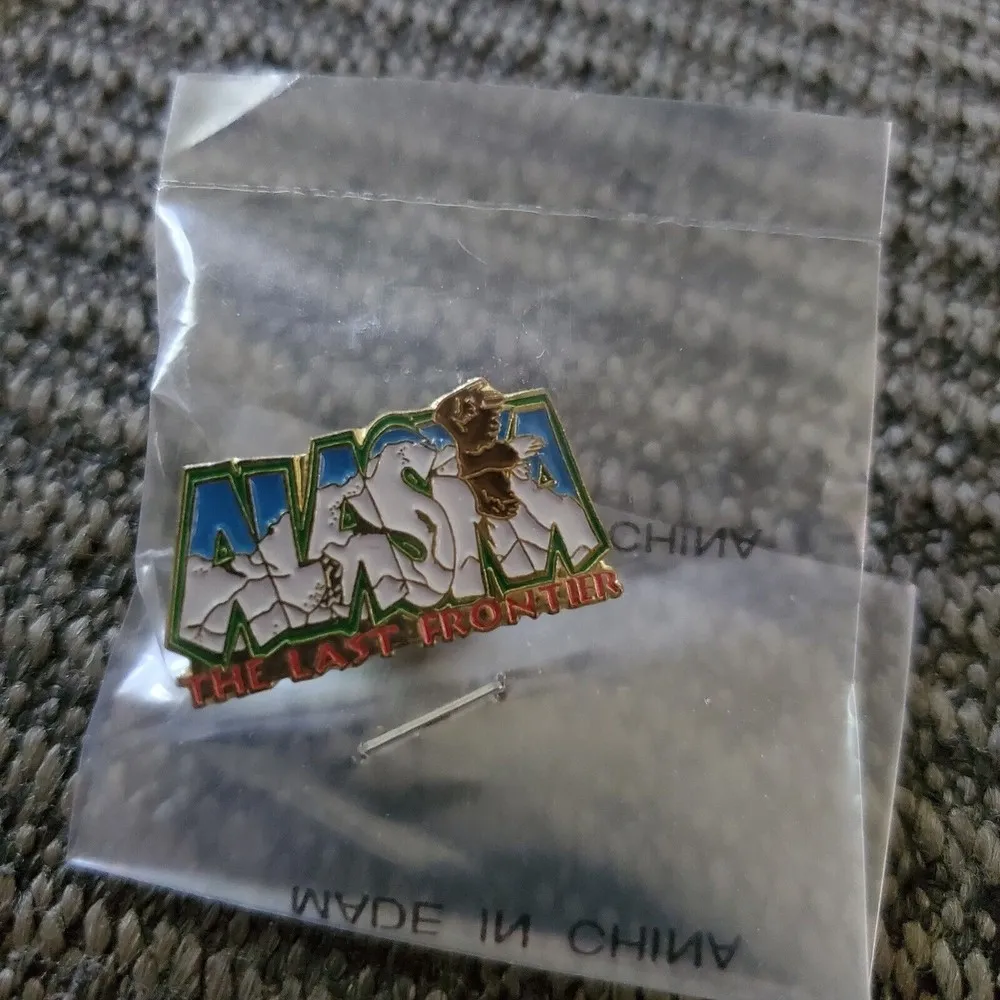 ALASKA
THE LAST FRONTIER
CHINA
MADE IN CHINA